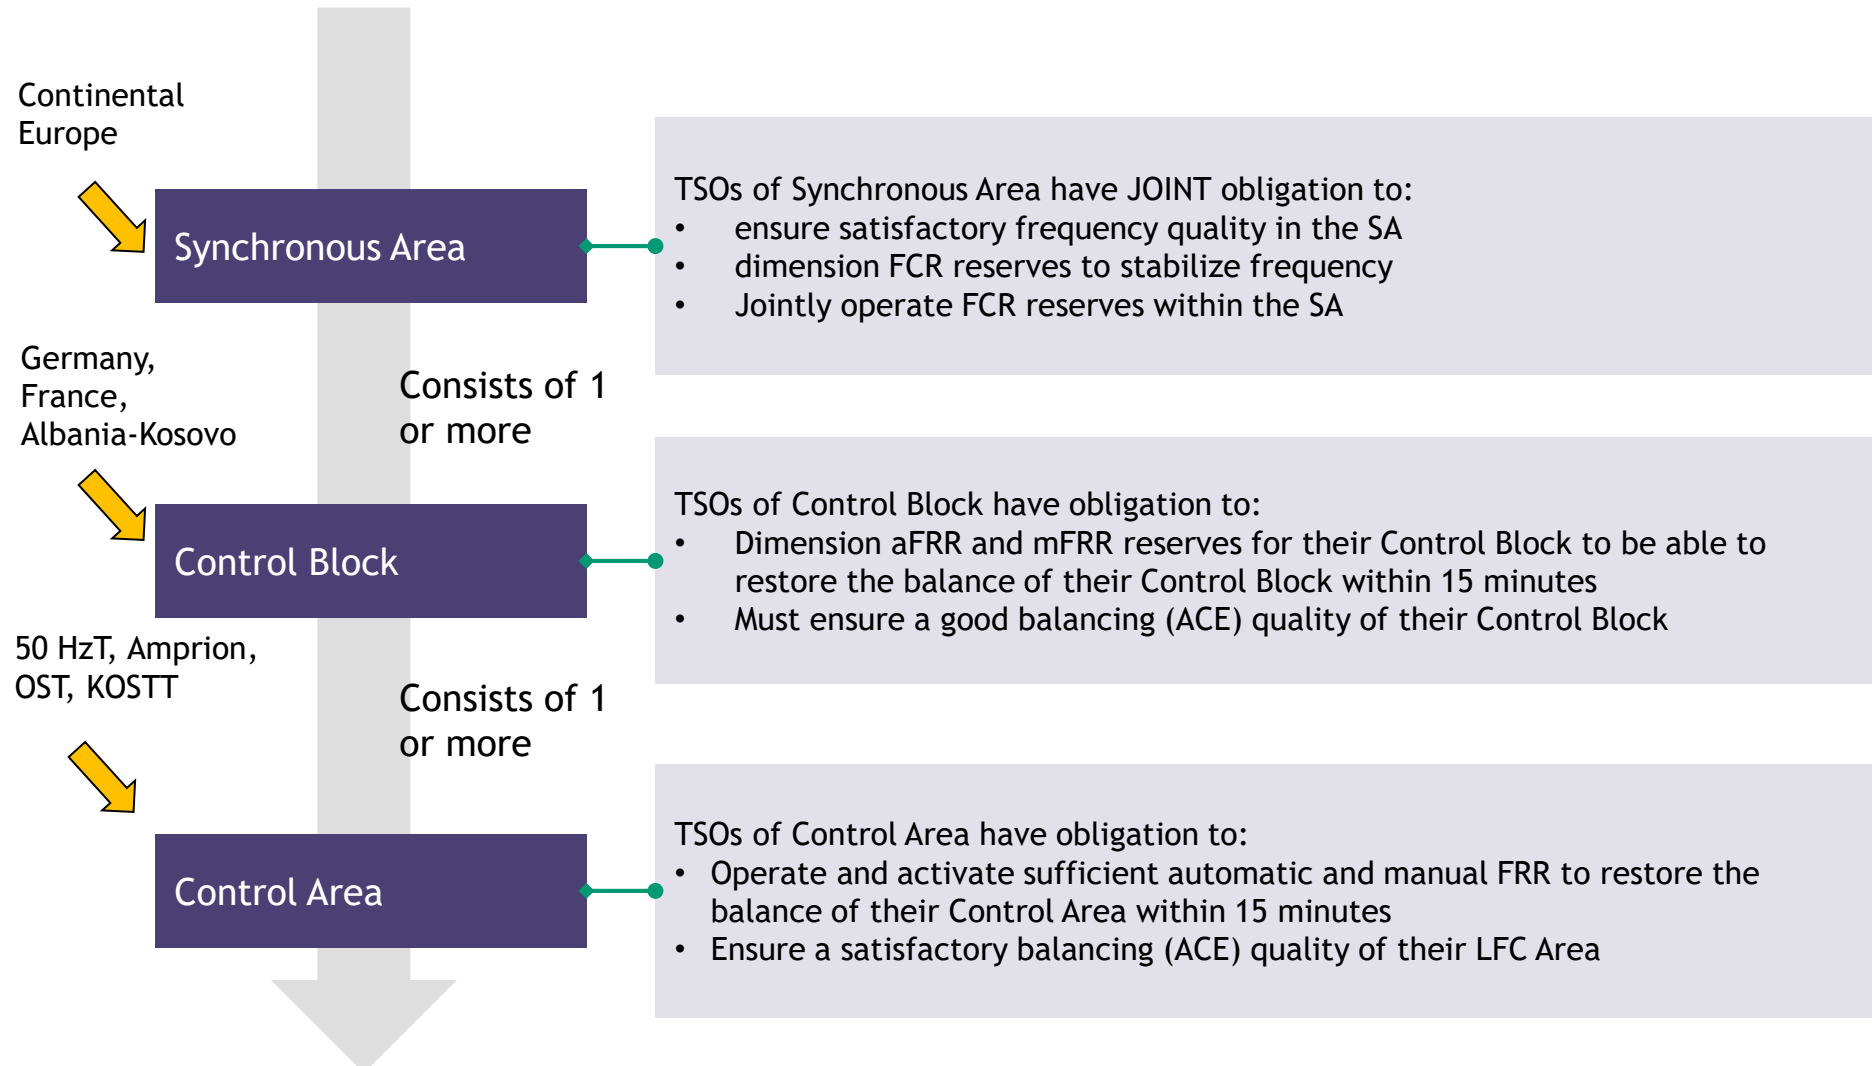 Continental
Europe
Synchronous Area
TSOs of Synchronous Area have JOINT obligation to:
• ensure satisfactory frequency quality in the SA
• dimension FCR reserves to stabilize frequency
• Jointly operate FCR reserves within the SA
Germany,
France,
Albania-Kosovo
Consists of 1
or more
Control Block
TSOs of Control Block have obligation to:
• Dimension aFRR and mFRR reserves for their Control Block to be able to
restore the balance of their Control Block within 15 minutes
• Must ensure a good balancing (ACE) quality of their Control Block
50 HzT, Amprion,
OST, KOSTT
Consists of 1
or more
Control Area
TSOs of Control Area have obligation to:
• Operate and activate sufficient automatic and manual FRR to restore the
balance of their Control Area within 15 minutes
• Ensure a satisfactory balancing (ACE) quality of their LFC Area